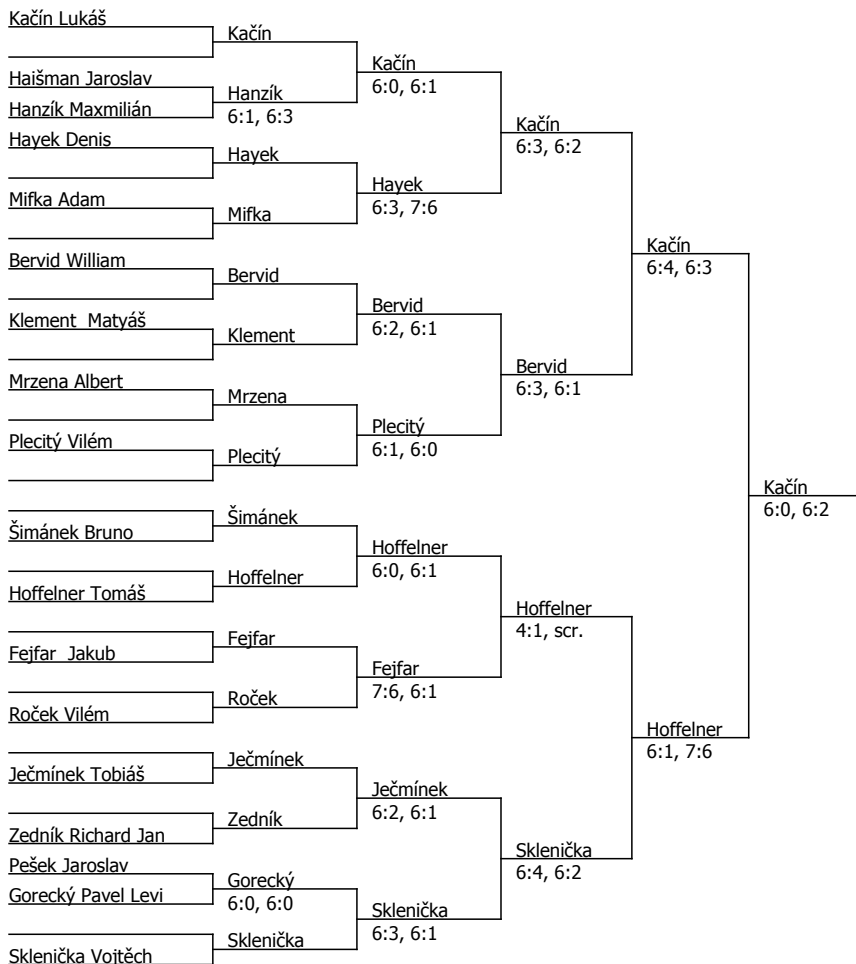 Kačín Lukáš
Haišman Jaroslav
Hanzík Maxmilián
Hayek Denis
Mifka Adam
Bervid William
Klement  Matyáš
Mrzena Albert
Plecitý Vilém
Šimánek Bruno
Hoffelner Tomáš
Fejfar  Jakub
Roček Vilém
Ječmínek Tobiáš
Zedník Richard Jan
Pešek Jaroslav
Gorecký Pavel Levi
Sklenička Vojtěch
Kačín
Hanzík
6:1, 6:3
Hayek
Mifka
Bervid
Klement
Mrzena
Plecitý
Šimánek
Hoffelner
Fejfar
Roček
Ječmínek
Zedník
Gorecký
6:0, 6:0
Sklenička
Kačín
6:0, 6:1
Hayek
6:3, 7:6
Bervid
6:2, 6:1
Plecitý
6:1, 6:0
Hoffelner
6:0, 6:1
Fejfar
7:6, 6:1
Ječmínek
6:2, 6:1
Sklenička
6:3, 6:1
Kačín
6:3, 6:2
Bervid
6:3, 6:1
Hoffelner
4:1, scr.
Sklenička
6:4, 6:2
Kačín
6:4, 6:3
Hoffelner
6:1, 7:6
Kačín
6:0, 6:2